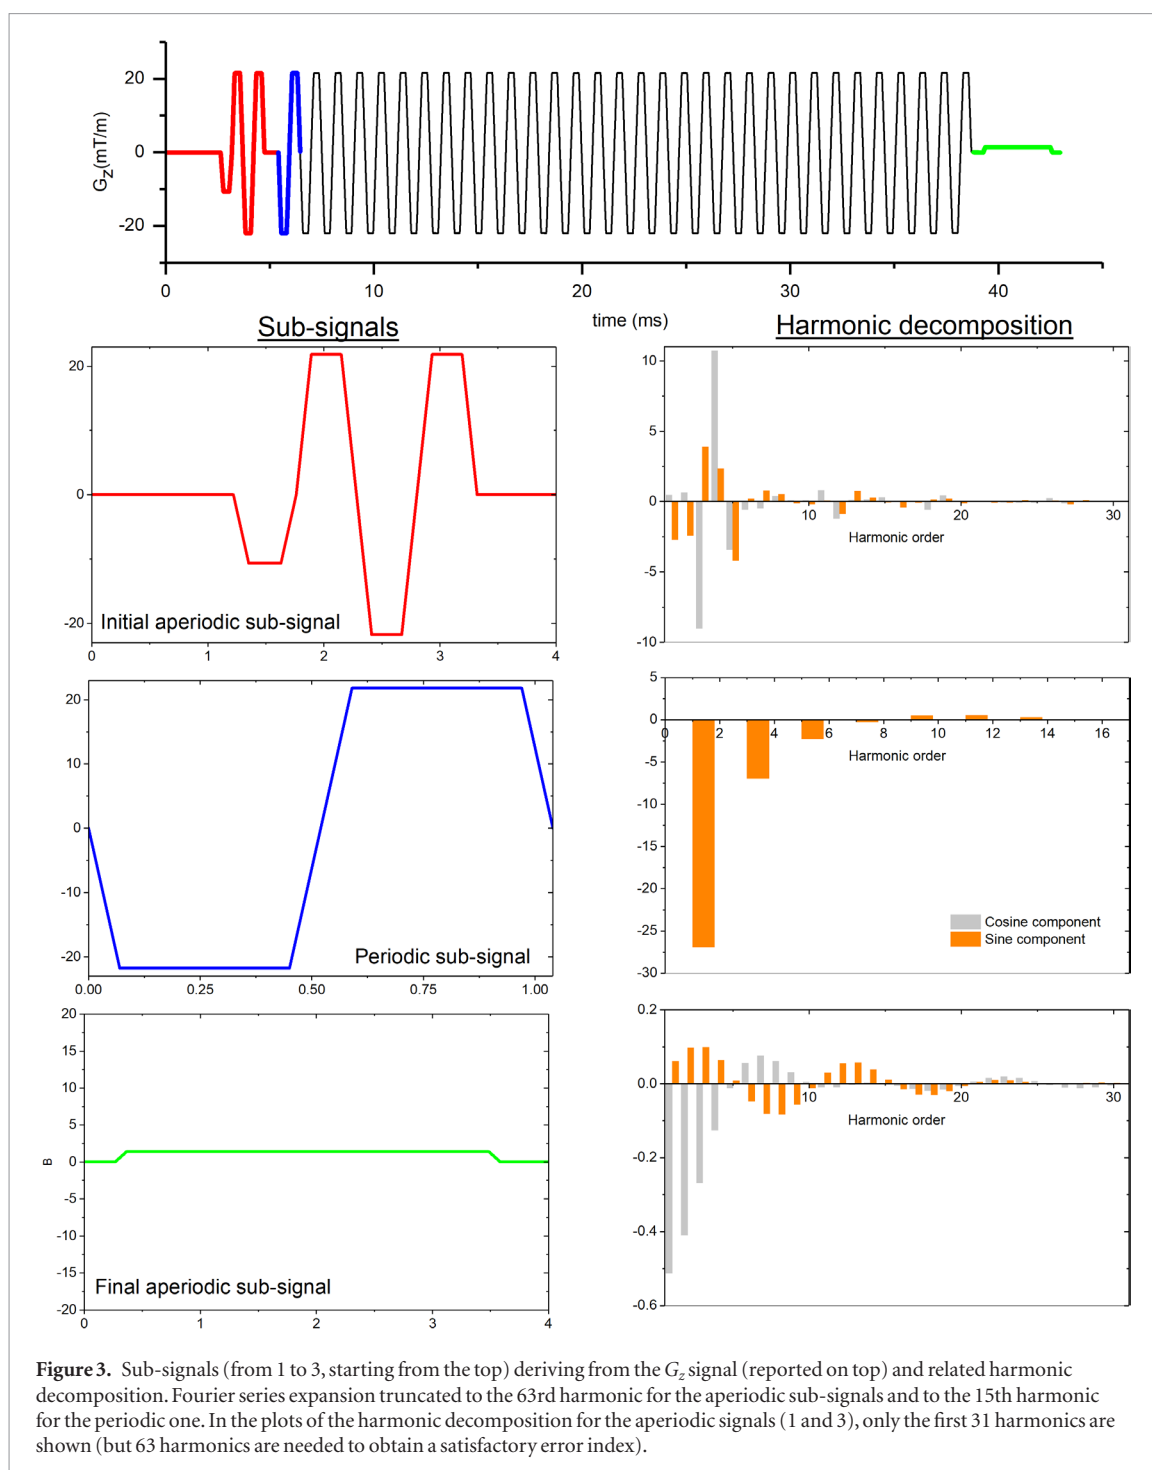 20
0
-20
G_z(mT/m)
0 10 20 30 40
time (ms)
Sub-signals
Harmonic decomposition
20
0
-20
Initial aperiodic sub-signal
0 1 2 3 4
10
5
0
-5
-10
10 20 30
Harmonic order
20
10
0
-10
-20
Periodic sub-signal
0.00 0.25 0.50 0.75 1.00
5
0
-5
-10
-15
-20
-25
-30
0 2 4 6 8 10 12 14 16
Harmonic order
Cosine component
Sine component
20
15
10
5
0
-5
-10
-15
-20
B
Final aperiodic sub-signal
0 1 2 3 4
0.2
0.0
-0.2
-0.4
-0.6
10 20 30
Harmonic order
Figure 3. Sub-signals (from 1 to 3, starting from the top) deriving from the G_z signal (reported on top) and related harmonic
decomposition. Fourier series expansion truncated to the 63rd harmonic for the aperiodic sub-signals and to the 15th harmonic
for the periodic one. In the plots of the harmonic decomposition for the aperiodic signals (1 and 3), only the first 31 harmonics are
shown (but 63 harmonics are needed to obtain a satisfactory error index).